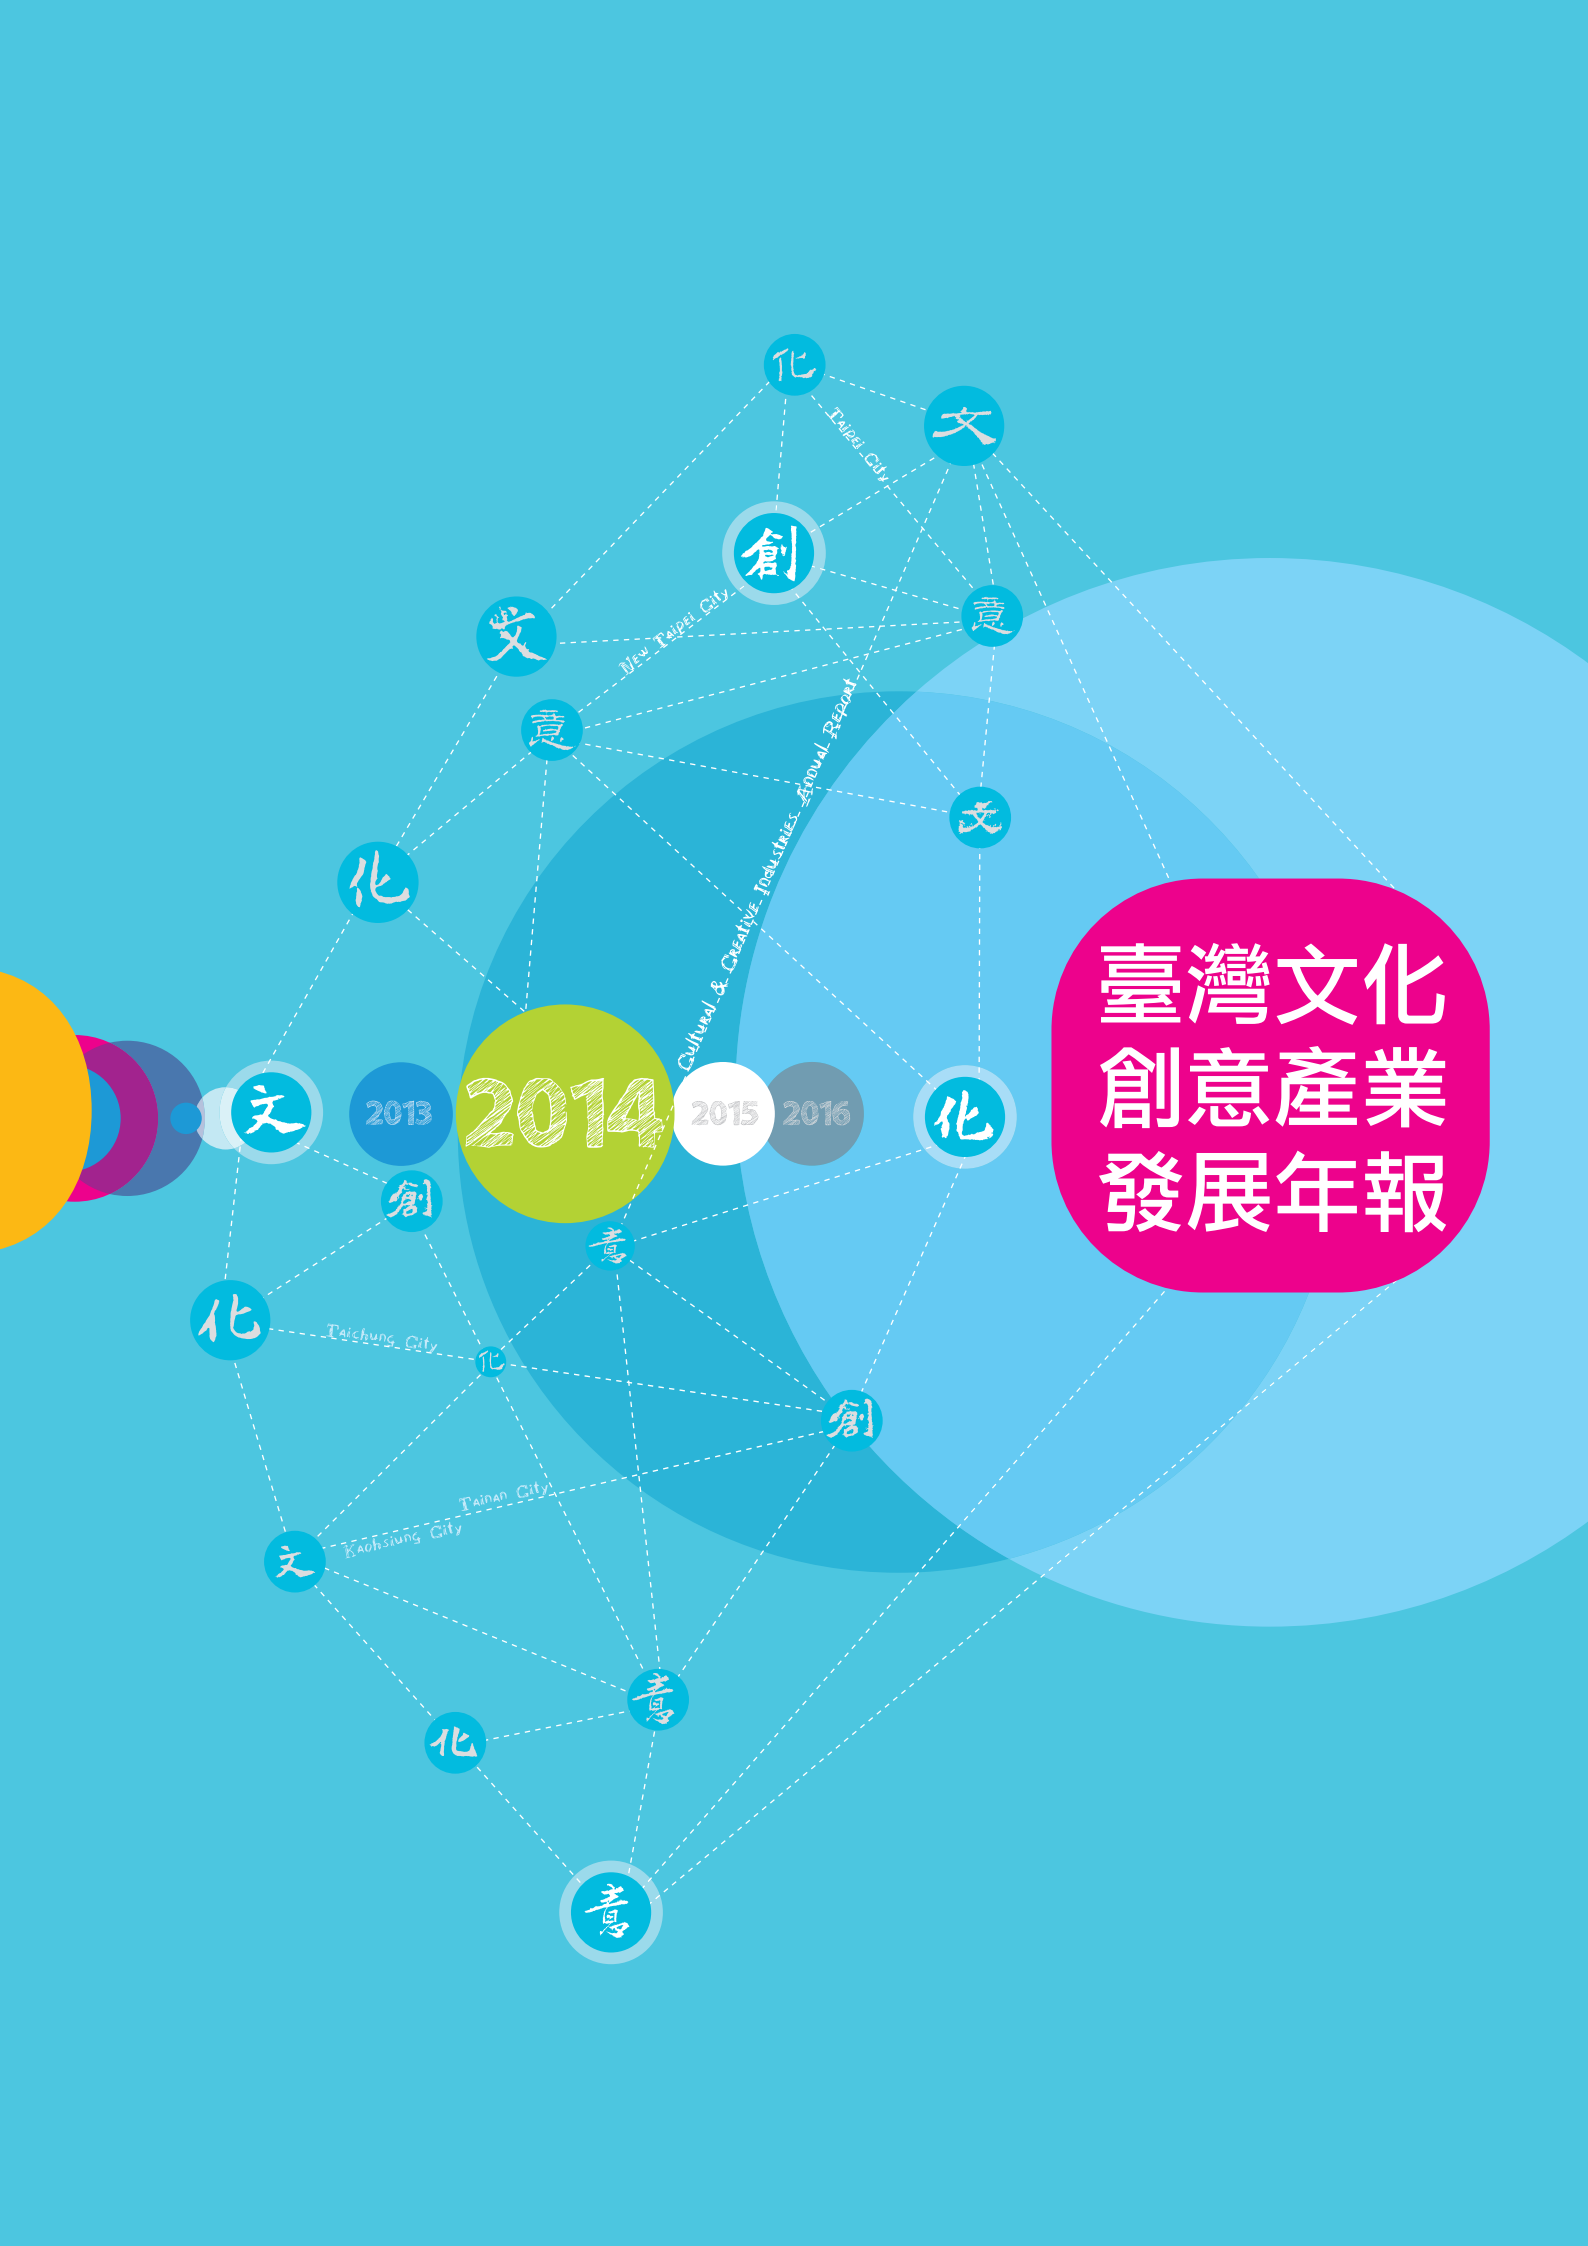 化
文
Taipei City
創
意
文
New Taipei City
意
文
化
Cultural & Creative Industries Annual Report
臺灣文化
創意產業
發展年報
文
2013
2014
2015
2016
化
創
意
化
Taichung City
化
創
Tainan City
Kaohsiung City
文
意
化
意